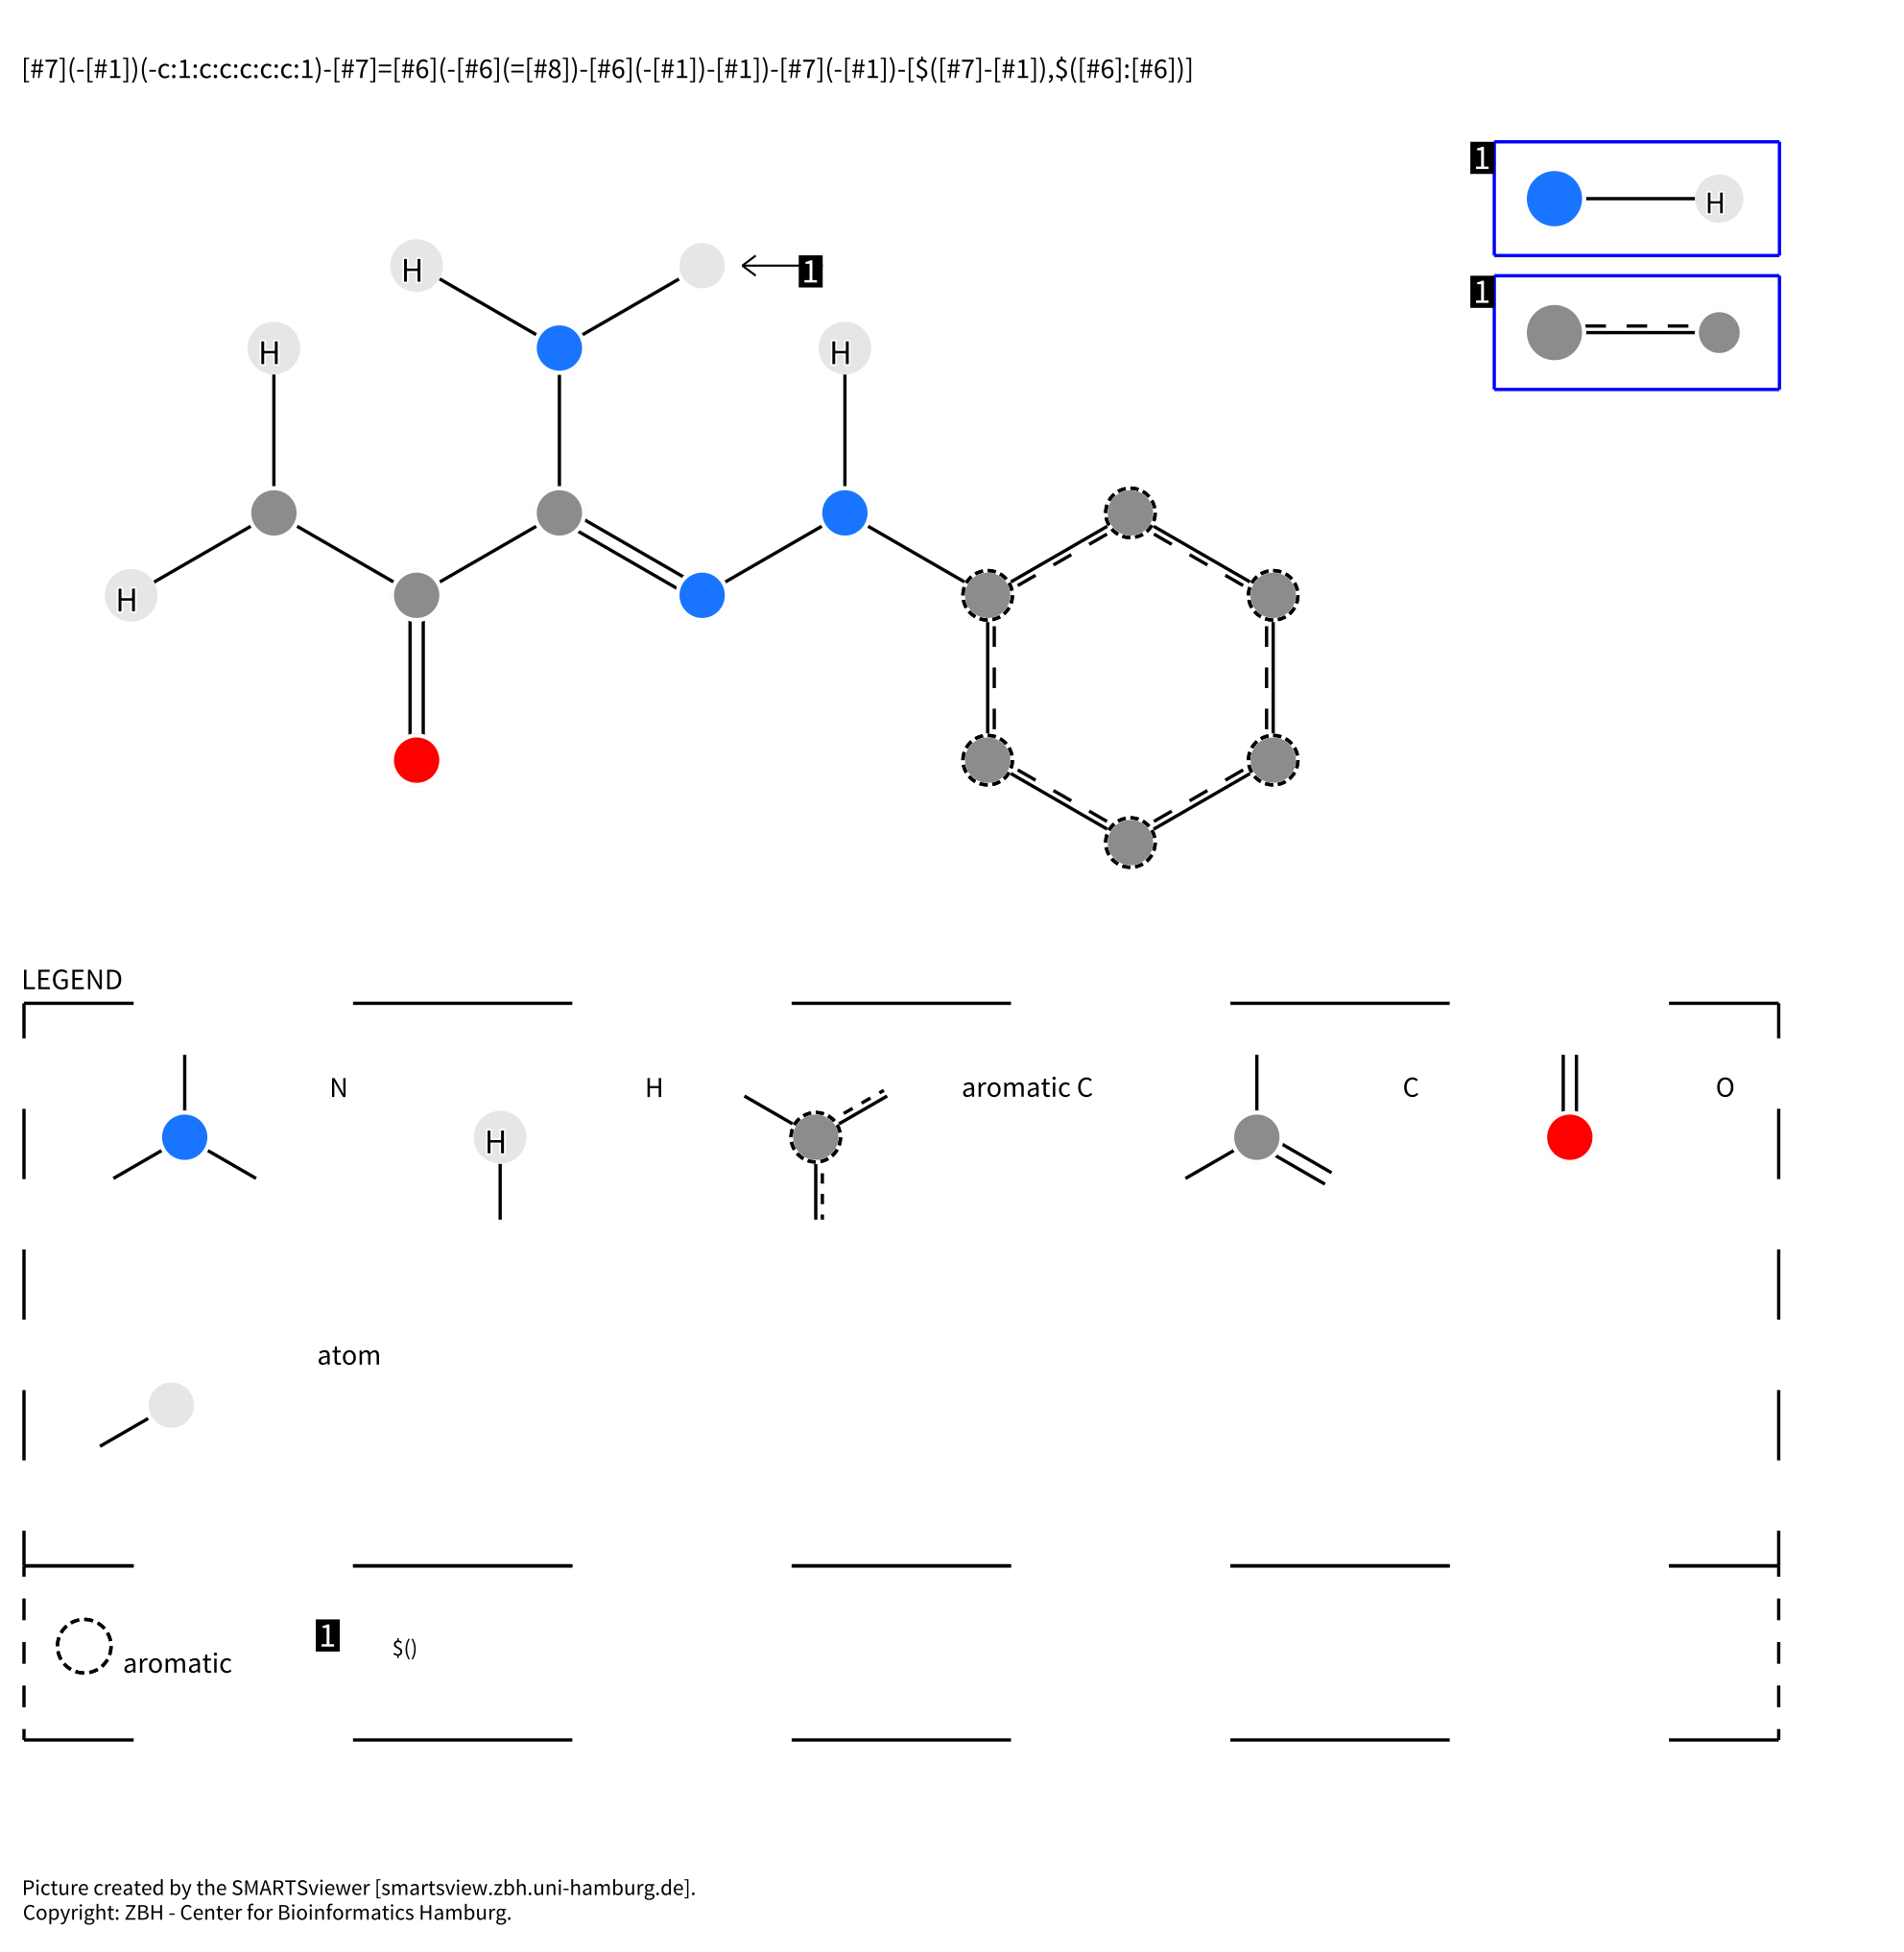 [#7](-[#1])(-c:1:c:c:c:c:c:1)-[#7]=[#6](-[#6](=[#8])-[#6](-[#1])-[#1])-[#7](-[#1])-[$([#7]-[#1]),$([#6]:[#6])]
1
H
H
1
1
H
H
H
LEGEND
N
H
aromatic C
C
O
H
atom
aromatic
1
$()
Picture created by the SMARTSviewer [smartsview.zbh.uni-hamburg.de].
Copyright: ZBH - Center for Bioinformatics Hamburg.